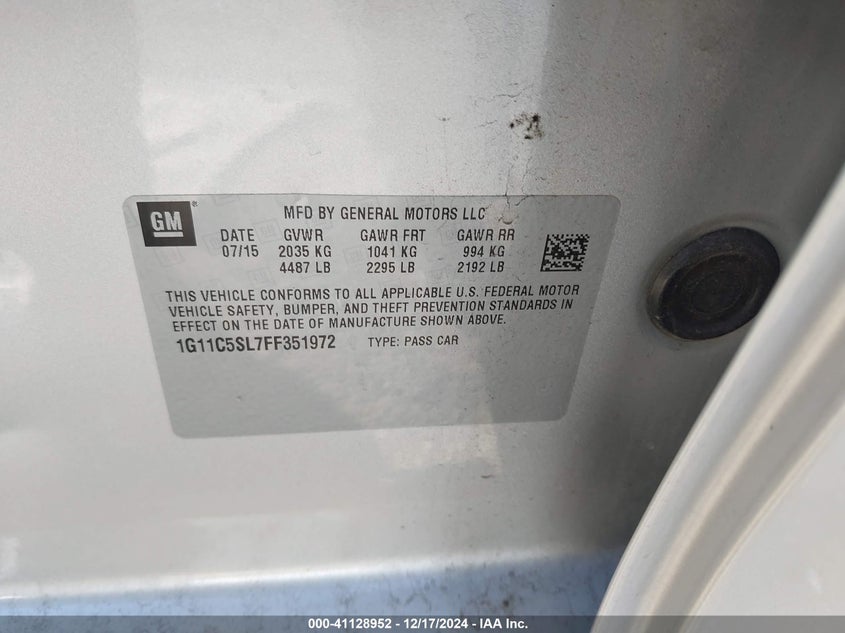 GM
MFD BY GENERAL MOTORS LLC
DATE GVWR GAWR FRT GAWR RR
07/15 2035 KG 1041 KG 994 KG
4487 LB 2295 LB 2192 LB
THIS VEHICLE CONFORMS TO ALL APPLICABLE U.S. FEDERAL MOTOR
VEHICLE SAFETY, BUMPER, AND THEFT PREVENTION STANDARDS IN
EFFECT ON THE DATE OF MANUFACTURE SHOWN ABOVE.
1G11C5SL7FF351972 TYPE: PASS CAR
000-41128952 - 12/17/2024 - IAA Inc.